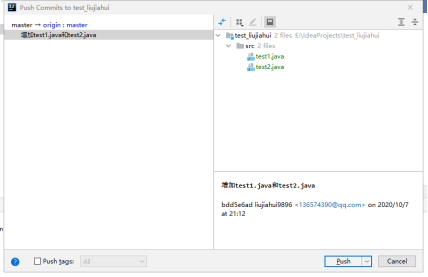 Push Commits to test_liujiahui
master → origin : master
增加test1.java和test2.java
test_liujiahui 2 files E:\IdeaProjects\test_liujiahui
src 2 files
test1.java
test2.java
增加test1.java和test2.java
bdd5e6ad liujiahui9896 <136574390@qq.com> on 2020/10/7
at 21:12
Push tags: All
Push
Cancel